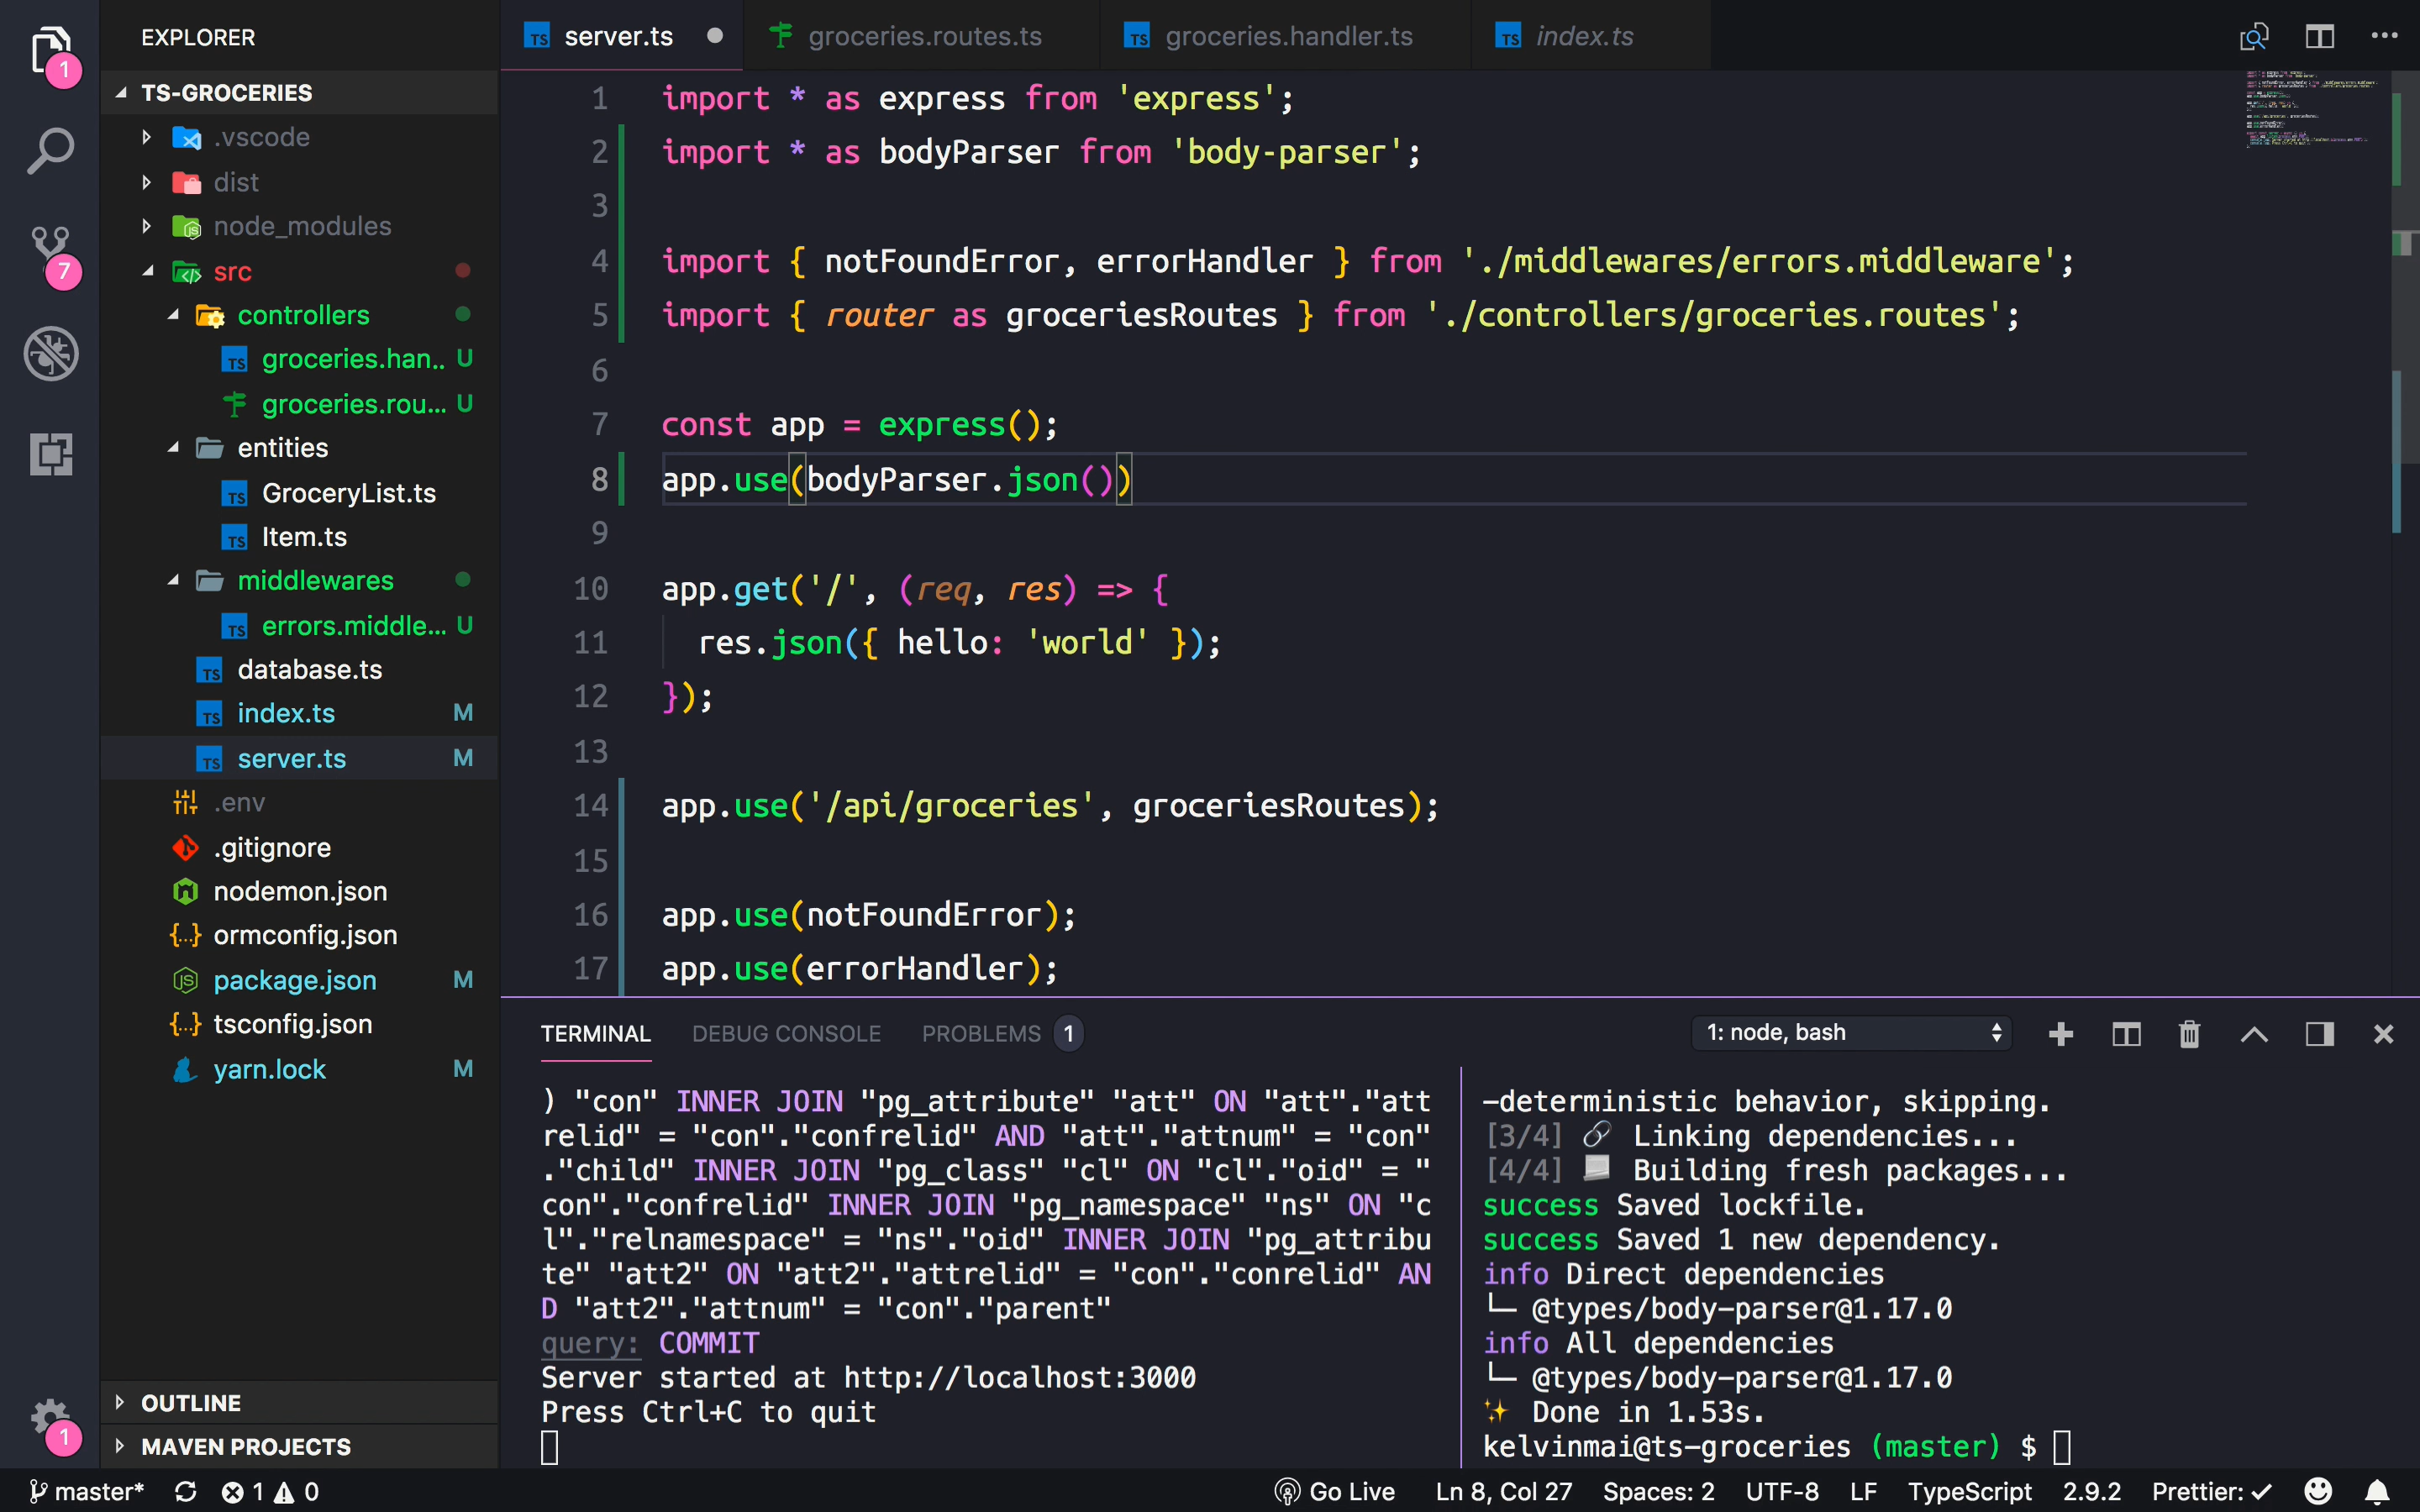 EXPLORER
TS-GROCERIES
.vscode
dist
node_modules
src
controllers
groceries.han.. U
groceries.rou... U
entities
GroceryList.ts
Item.ts
middlewares
errors.middle... U
database.ts
index.ts M
server.ts M
.env
.gitignore
nodemon.json
ormconfig.json
package.json M
tsconfig.json
yarn.lock M
OUTLINE
MAVEN PROJECTS
1
7
1
server.ts groceries.routes.ts groceries.handler.ts index.ts
1 import * as express from 'express';
2 import * as bodyParser from 'body-parser';
3
4 import { notFoundError, errorHandler } from './middlewares/errors.middleware';
5 import { router as groceriesRoutes } from './controllers/groceries.routes';
6
7 const app = express();
8 app.use(bodyParser.json())
9
10 app.get('/', (req, res) => {
11 res.json({ hello: 'world' });
12 });
13
14 app.use('/api/groceries', groceriesRoutes);
15
16 app.use(notFoundError);
17 app.use(errorHandler);
TERMINAL DEBUG CONSOLE PROBLEMS 1 1: node, bash
) "con" INNER JOIN "pg_attribute" "att" ON "att"."att
relid" = "con"."confrelid" AND "att"."attnum" = "con"
."child" INNER JOIN "pg_class" "cl" ON "cl"."oid" = "
con"."confrelid" INNER JOIN "pg_namespace" "ns" ON "c
l"."relnamespace" = "ns"."oid" INNER JOIN "pg_attribu
te" "att2" ON "att2"."attrelid" = "con"."conrelid" AN
D "att2"."attnum" = "con"."parent"
query: COMMIT
Server started at http://localhost:3000
Press Ctrl+C to quit
-deterministic behavior, skipping.
[3/4] 🔗 Linking dependencies...
[4/4] 📃 Building fresh packages...
success Saved lockfile.
success Saved 1 new dependency.
info Direct dependencies
└─ @types/body-parser@1.17.0
info All dependencies
└─ @types/body-parser@1.17.0
✨ Done in 1.53s.
kelvinmai@ts-groceries (master) $
master* 1 0 Go Live Ln 8, Col 27 Spaces: 2 UTF-8 LF TypeScript 2.9.2 Prettier: ✓